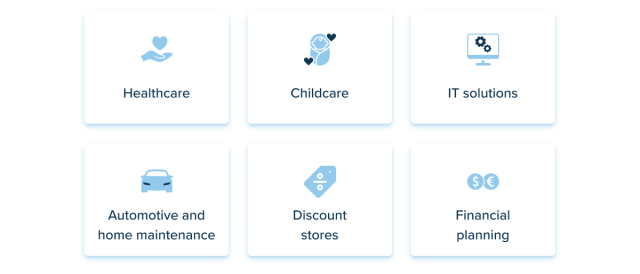 Healthcare
Childcare
IT solutions
Automotive and
home maintenance
Discount
stores
Financial
planning